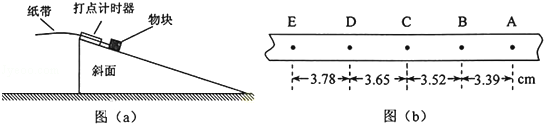 纸带
打点计时器
物块
斜面
图（a）
E D C B A
3.78 3.65 3.52 3.39 cm
图（b）